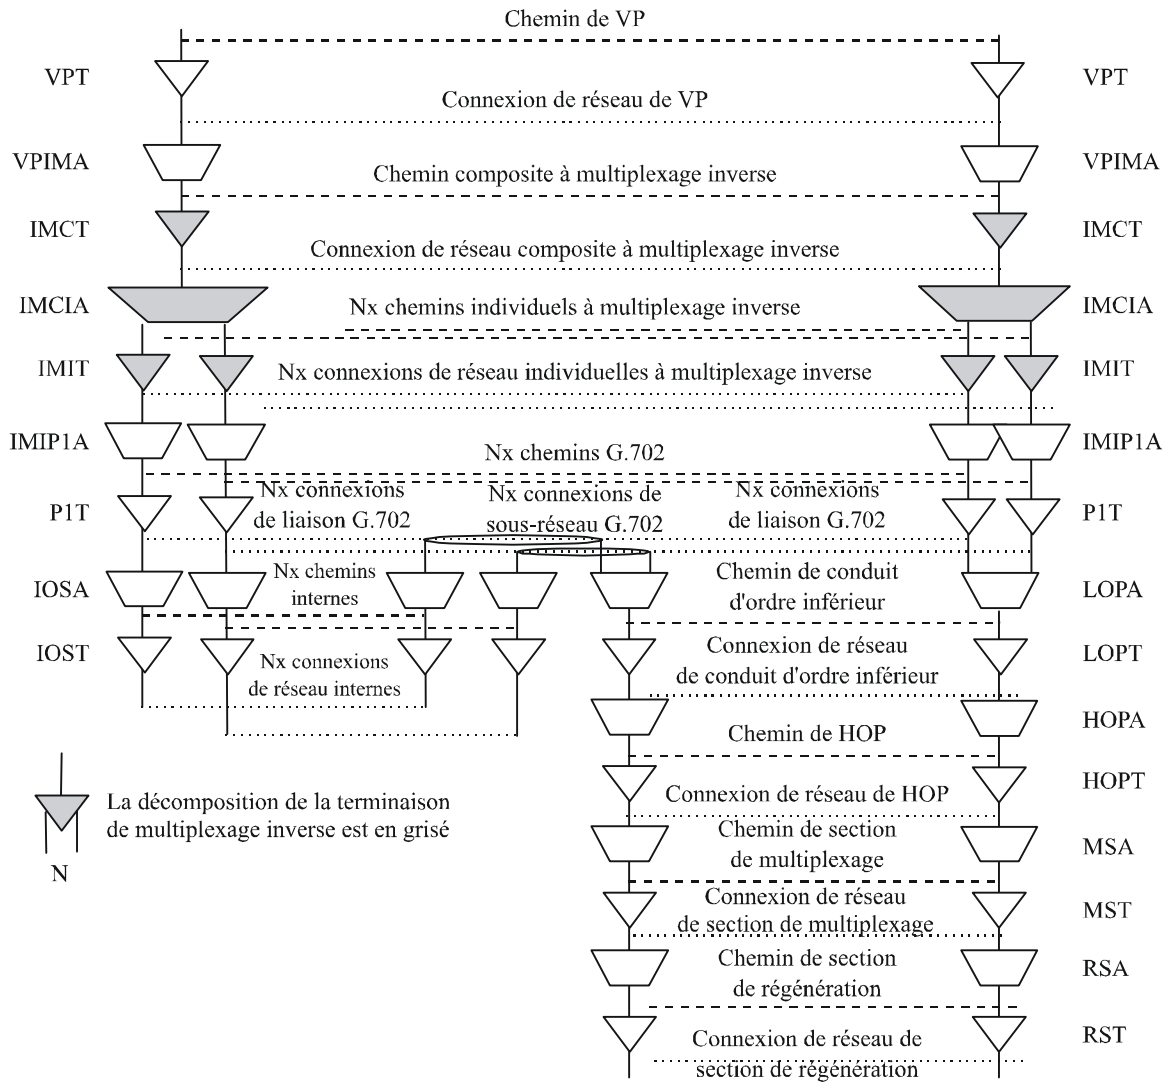 Chemin de VP
VPT
VPT
Connexion de réseau de VP
VPIMA
VPIMA
Chemin composite à multiplexage inverse
IMCT
IMCT
Connexion de réseau composite à multiplexage inverse
IMCIA
Nx chemins individuels à multiplexage inverse
IMCIA
IMIT
Nx connexions de réseau individuelles à multiplexage inverse
IMIT
IMIP1A
IMIP1A
Nx chemins G.702
P1T
Nx connexions
de liaison G.702
Nx connexions de
sous-réseau G.702
Nx connexions
de liaison G.702
P1T
IOSA
Nx chemins
internes
Chemin de conduit
d'ordre inférieur
LOPA
IOST
Nx connexions
de réseau internes
Connexion de réseau
de conduit d'ordre inférieur
LOPT
HOPA
Chemin de HOP
HOPT
La décomposition de la terminaison
de multiplexage inverse est en grisé
N
Connexion de réseau de HOP
Chemin de section
de multiplexage
MSA
Connexion de réseau
de section de multiplexage
MST
Chemin de section
de régénération
RSA
Connexion de réseau de
section de régénération
RST